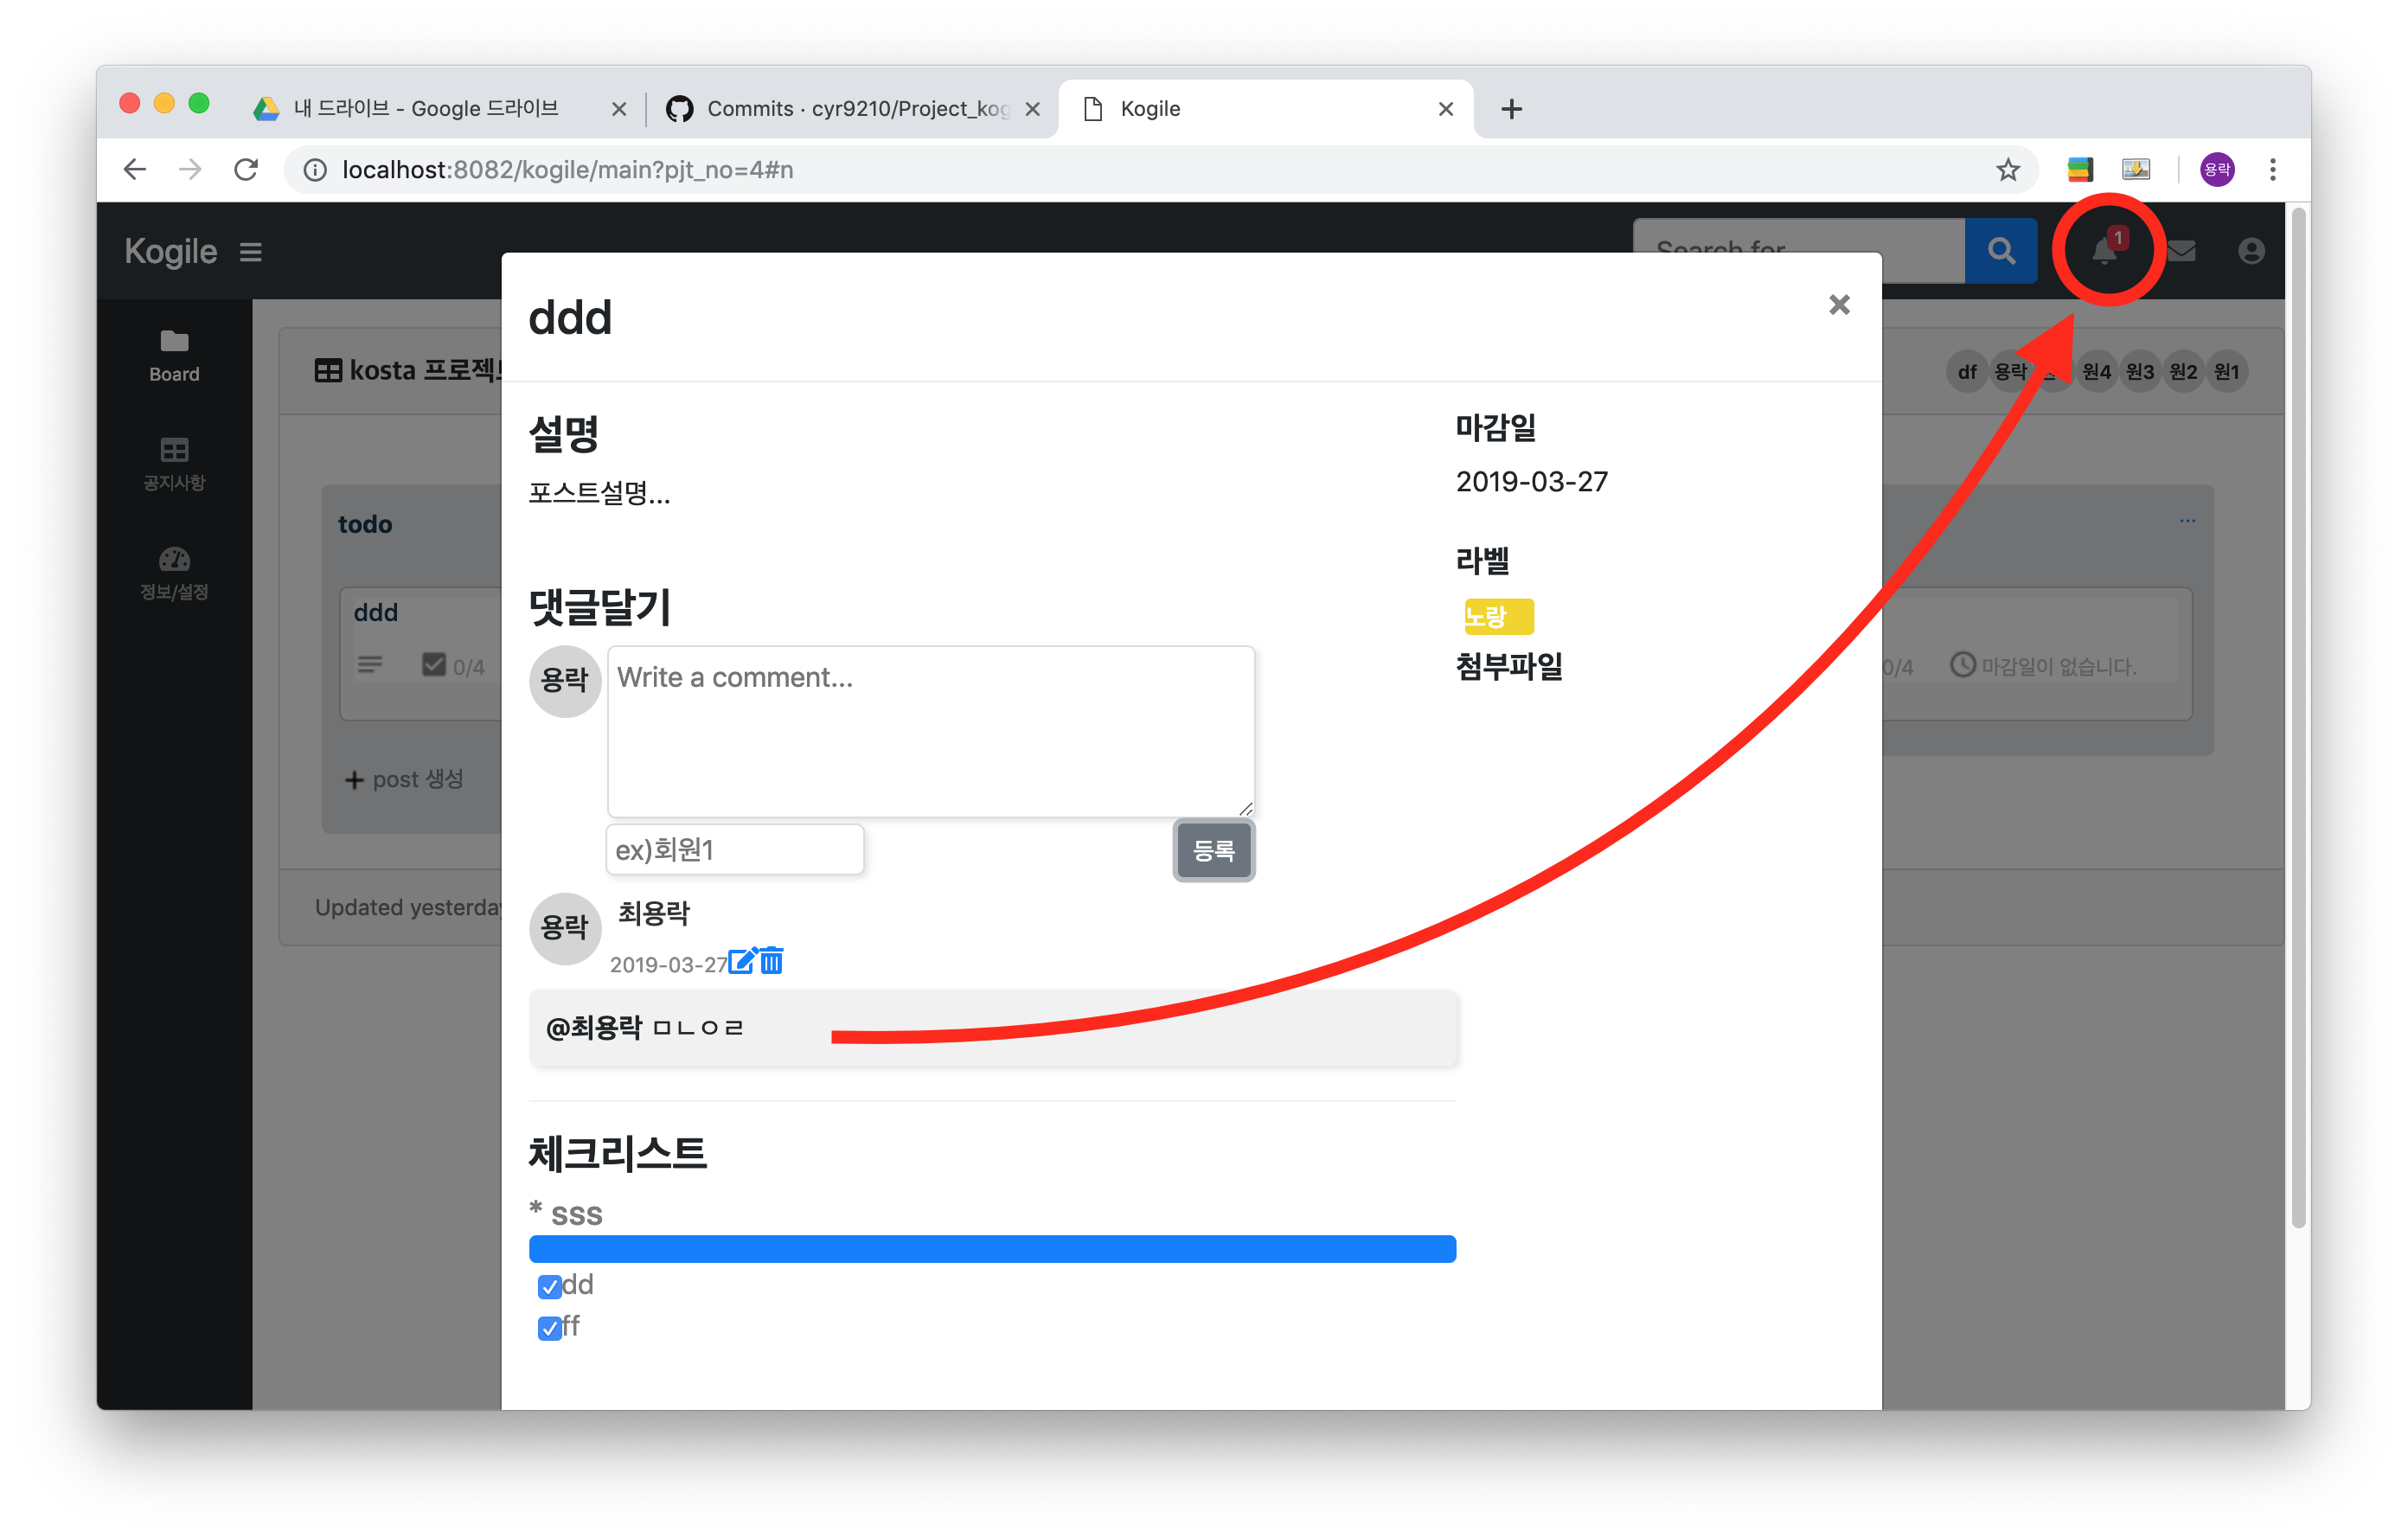 내 드라이브 - Google 드라이브
Commits · cyr9210/Project_kog
Kogile
localhost:8082/kogile/main?pjt_no=4#n
용락
Kogile
Search for
1
Board
공지사항
정보/설정
kosta 프로젝트
df 용락 원4 원3 원2 원1
todo
ddd
0/4
post 생성
Updated yesterday
...
0/4 마감일이 없습니다.
ddd
설명
포스트설명...
댓글달기
용락
Write a comment...
ex)회원1
등록
용락
최용락
2019-03-27
@최용락 ㅁㄴㅇㄹ
체크리스트
* sss
dd
ff
마감일
2019-03-27
라벨
노랑
첨부파일